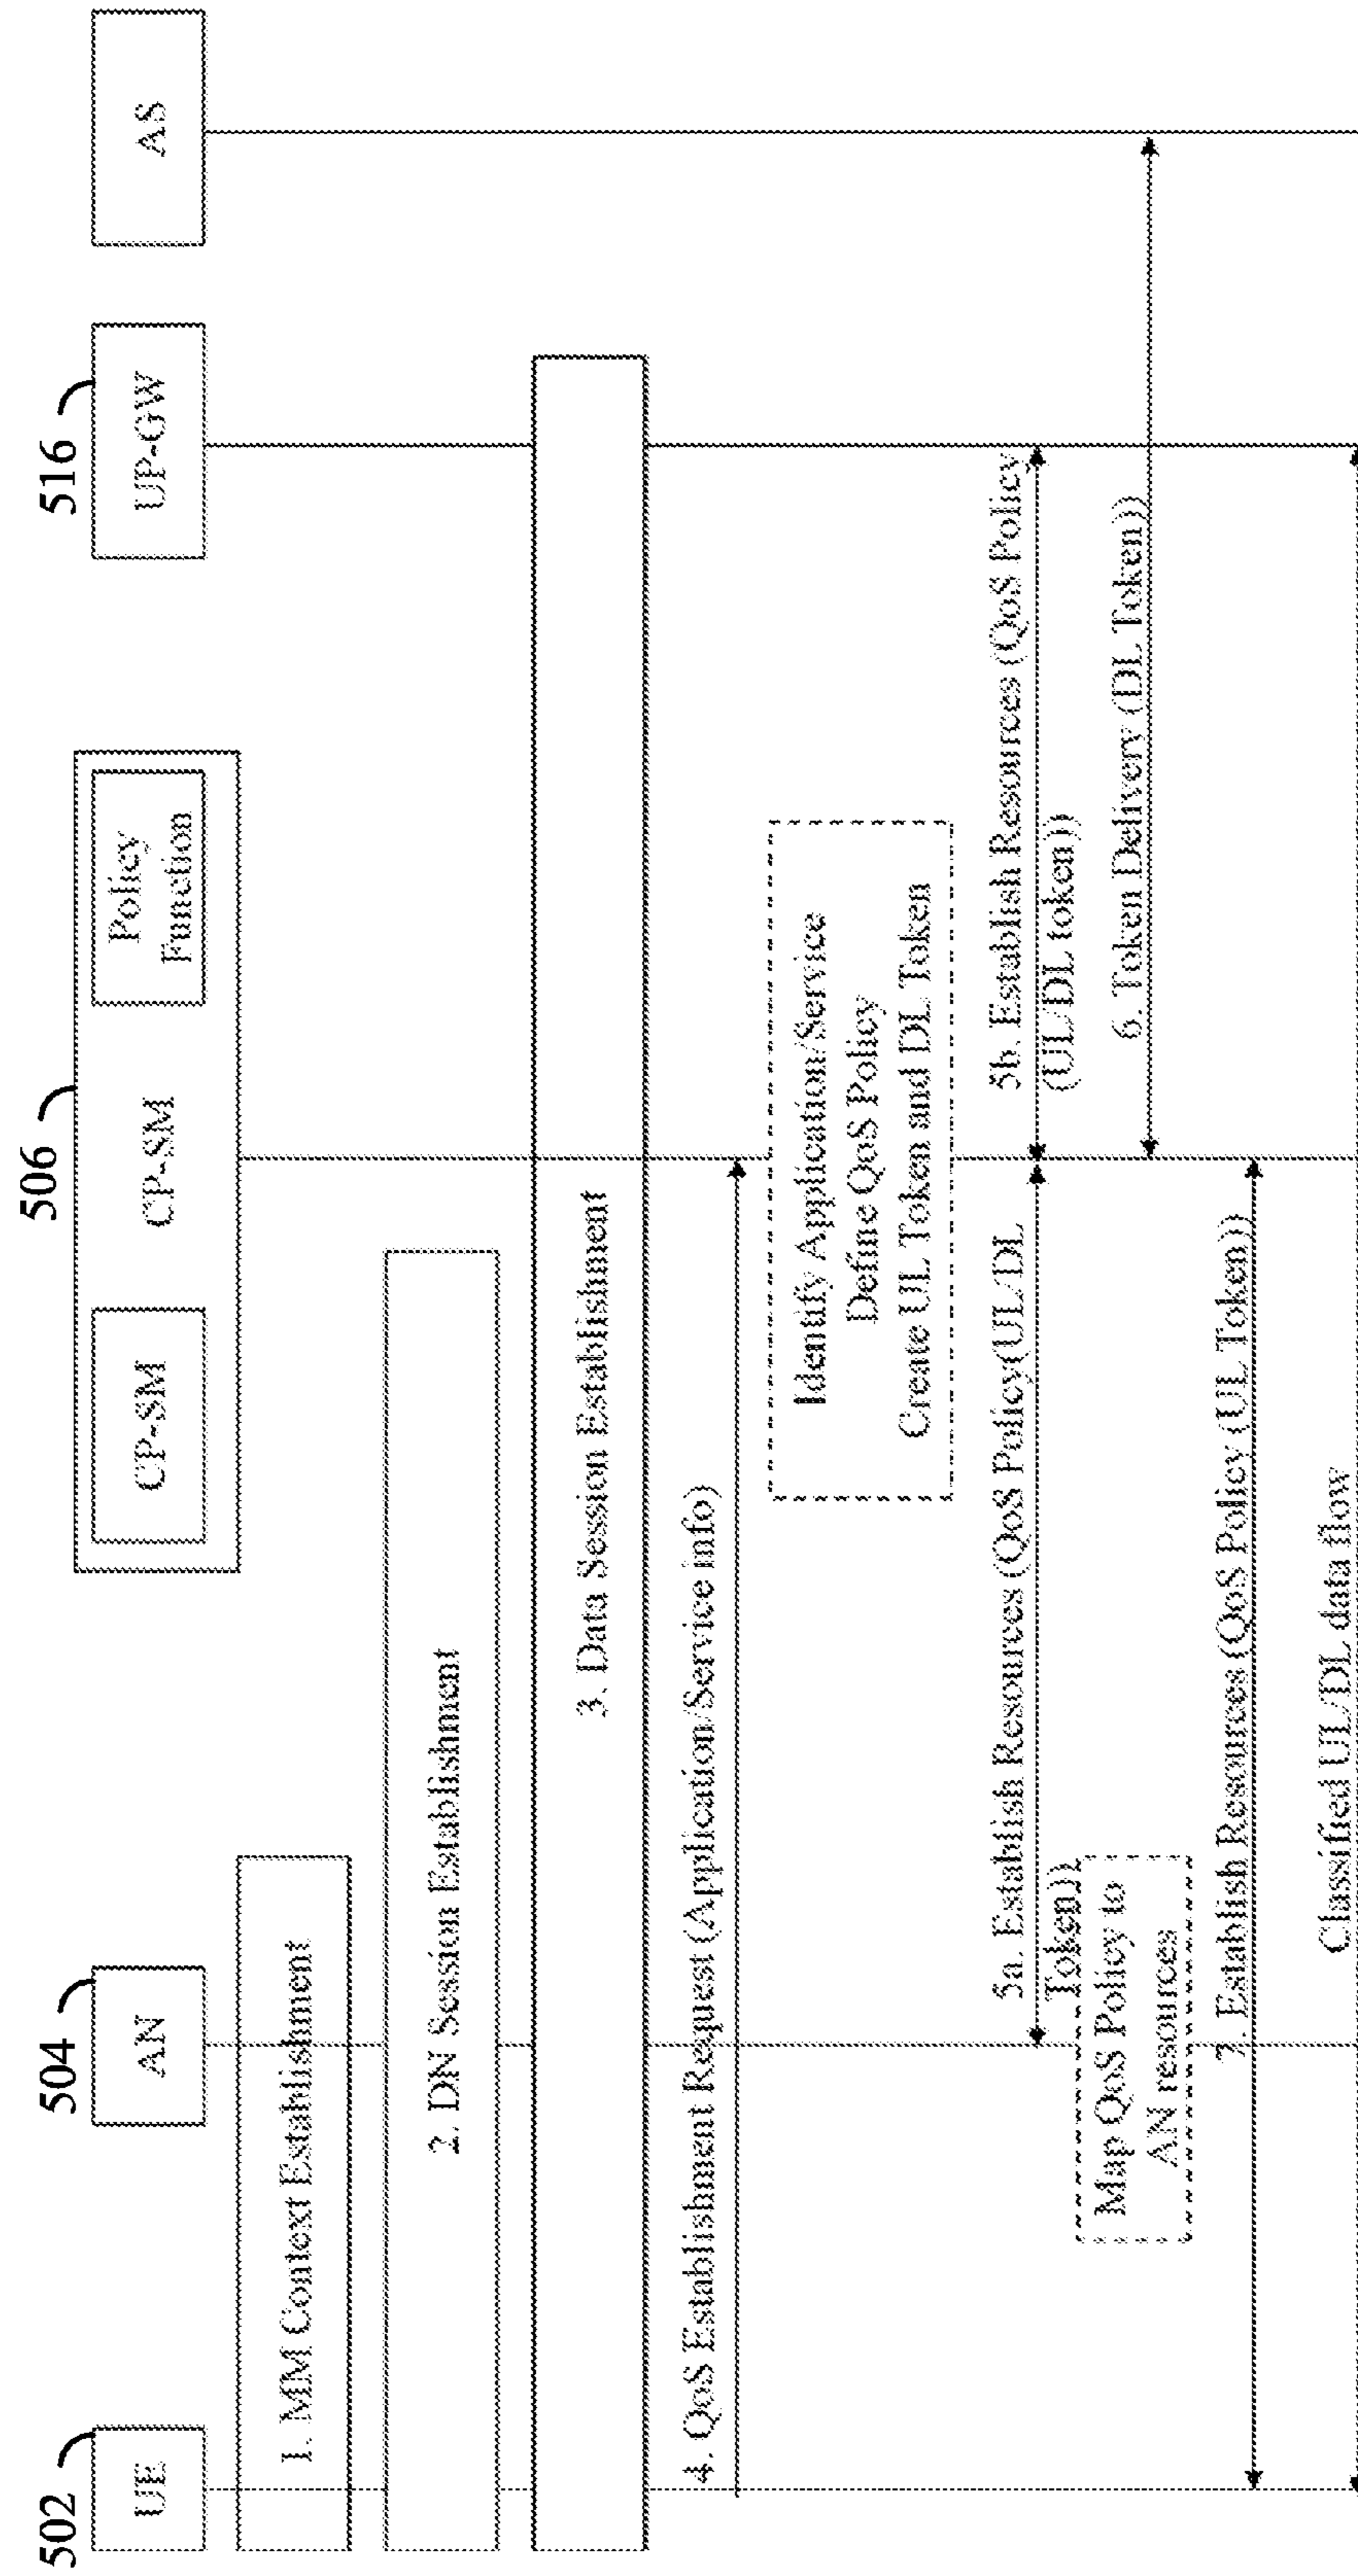 502
504
506
516
UE
AN
CP-SM
CP-SM
Policy
Function
UP-GW
AS
1. MM Context Establishment
2. DN Session Establishment
3. Data Session Establishment
4. QoS Establishment Request (Application/Service info)
Identify Application/Service
Define QoS Policy
Create UL Token and DL Token
5a. Establish Resources (QoS Policy(UL/DL
Token))
5b. Establish Resources (QoS Policy
(UL/DL token))
Map QoS Policy to
AN resources
6. Token Delivery (DL Token))
7. Establish Resources (QoS Policy (UL Token))
Classified UL/DL data flow